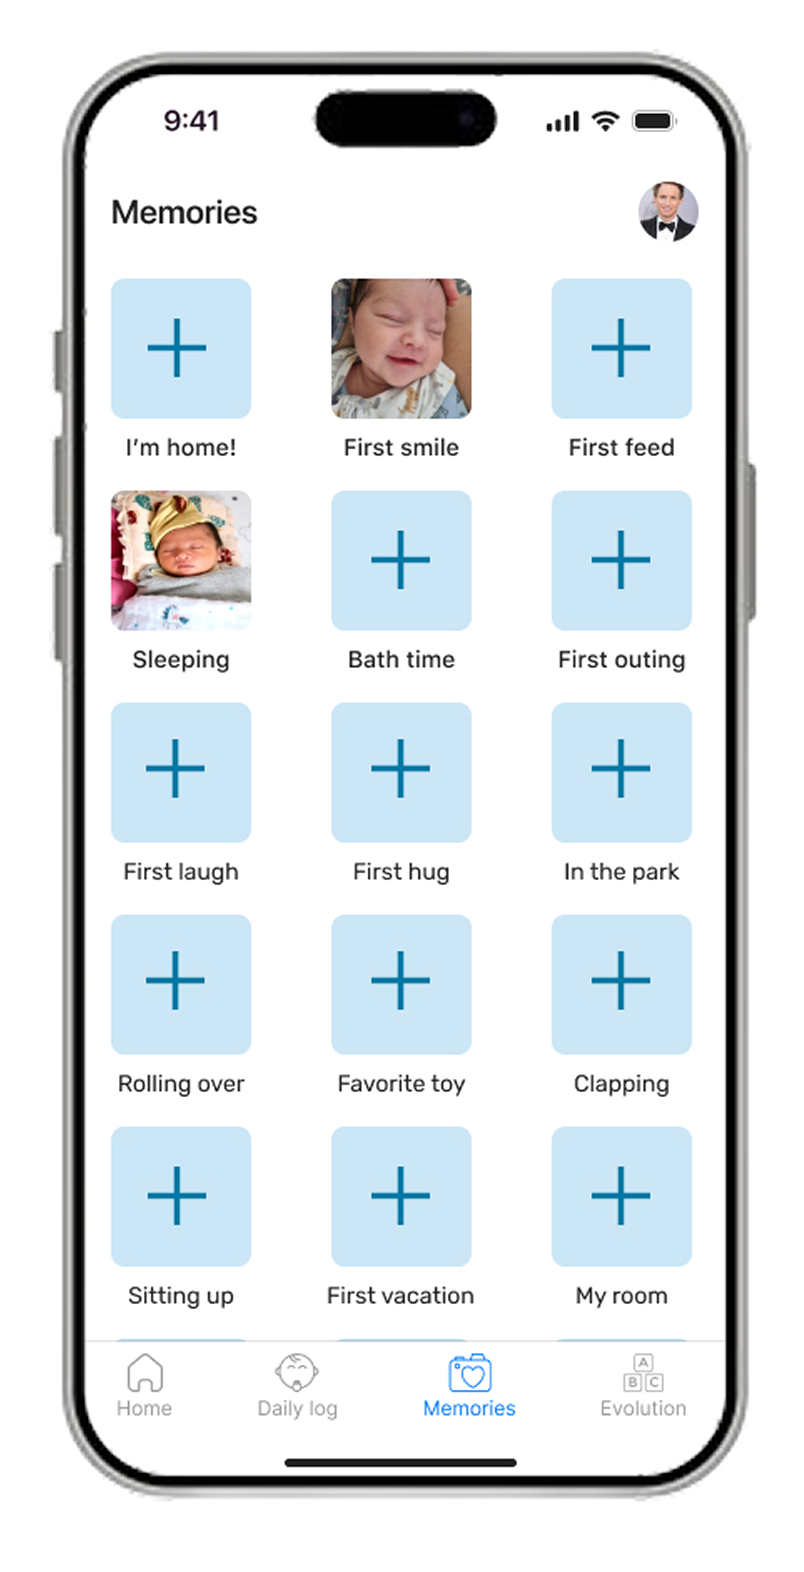 9:41
Memories
I'm home!
First smile
First feed
Sleeping
Bath time
First outing
First laugh
First hug
In the park
Rolling over
Favorite toy
Clapping
Sitting up
First vacation
My room
A
B C
Home
Daily log
Memories
Evolution